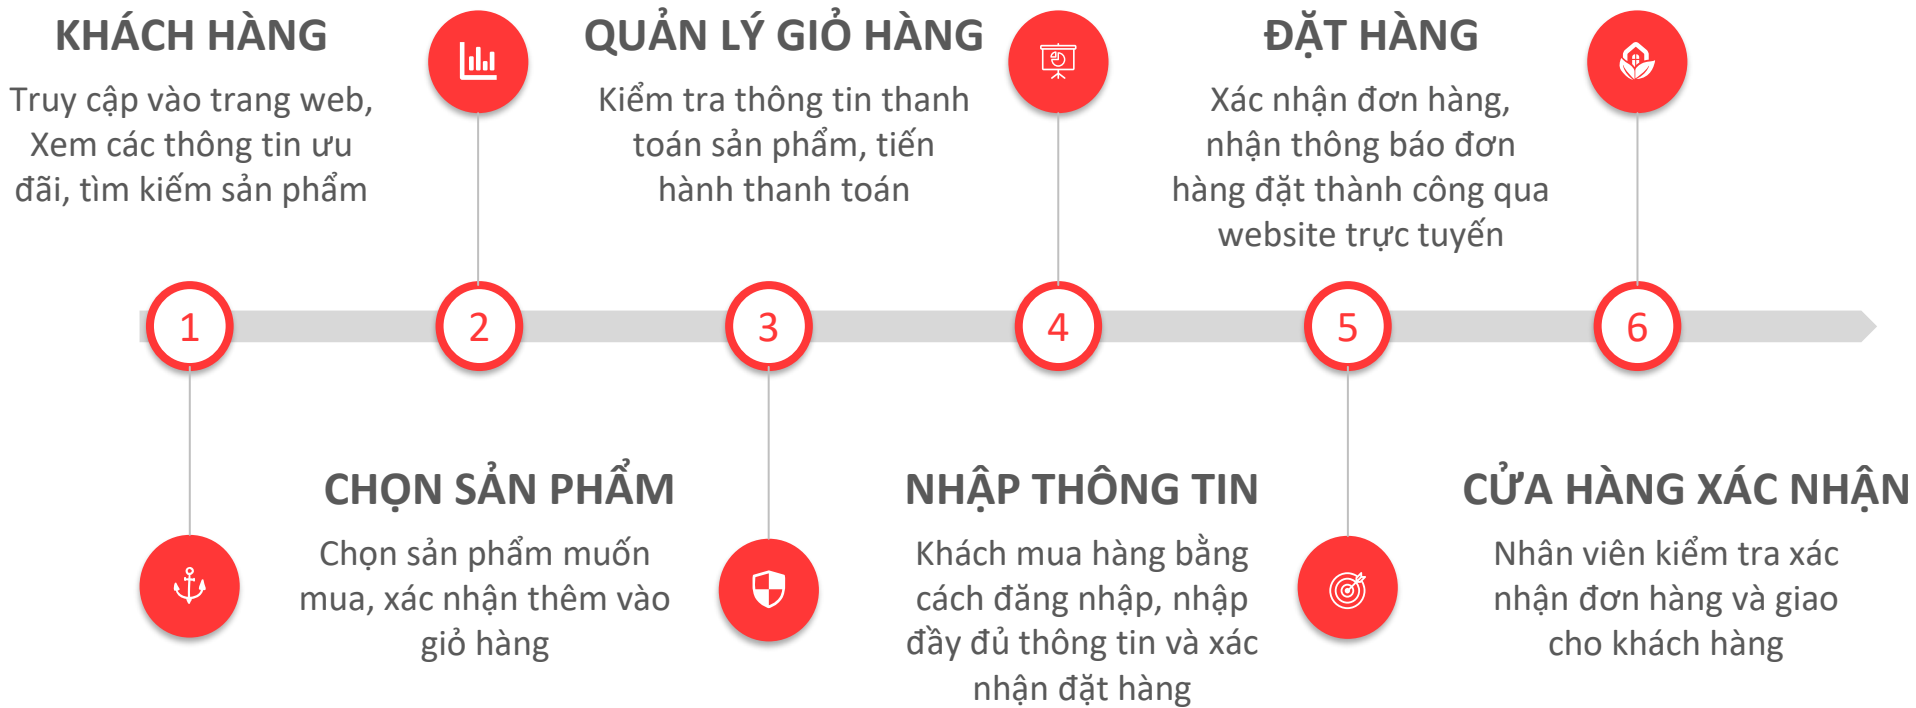 KHÁCH HÀNG
Truy cập vào trang web,
Xem các thông tin ưu
đãi, tìm kiếm sản phẩm
QUẢN LÝ GIỎ HÀNG
Kiểm tra thông tin thanh
toán sản phẩm, tiến
hành thanh toán
ĐẶT HÀNG
Xác nhận đơn hàng,
nhận thông báo đơn
hàng đặt thành công qua
website trực tuyến
1
2
3
4
5
6
CHỌN SẢN PHẨM
Chọn sản phẩm muốn
mua, xác nhận thêm vào
giỏ hàng
NHẬP THÔNG TIN
Khách mua hàng bằng
cách đăng nhập, nhập
đầy đủ thông tin và xác
nhận đặt hàng
CỬA HÀNG XÁC NHẬN
Nhân viên kiểm tra xác
nhận đơn hàng và giao
cho khách hàng